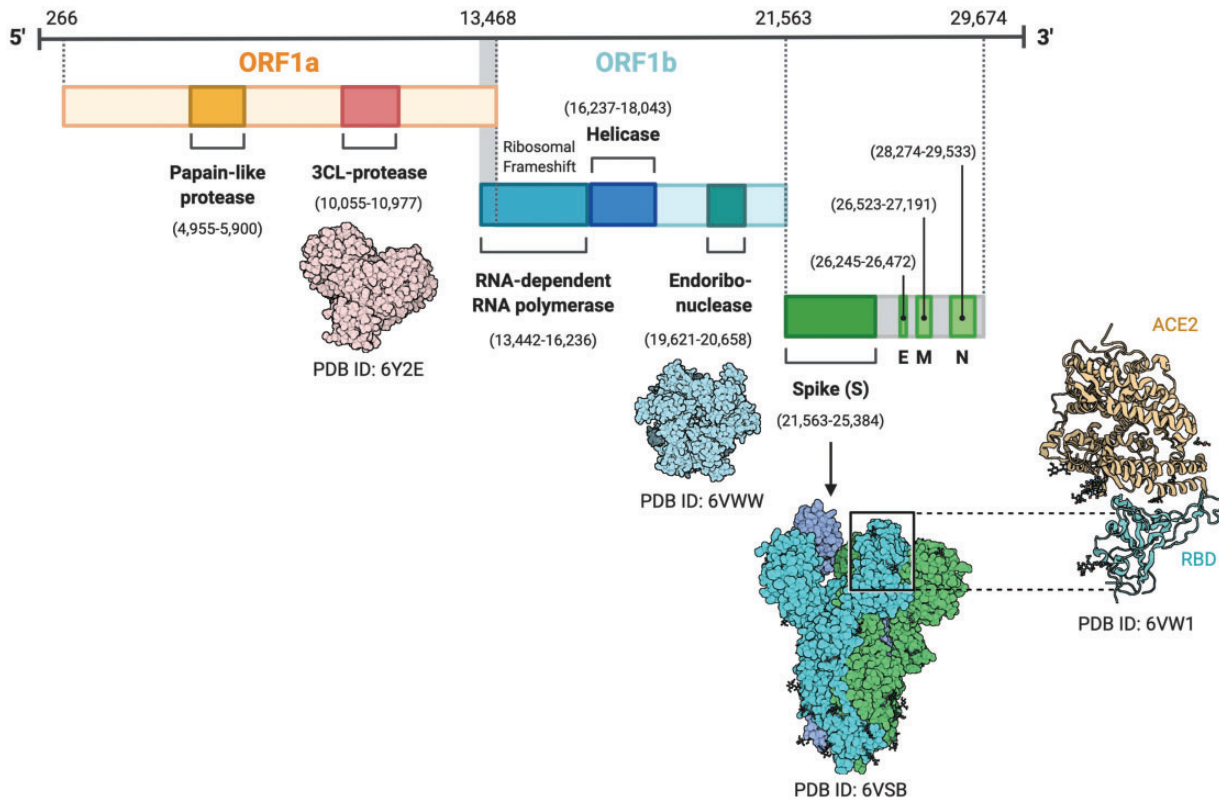 266
13,468
21,563
29,674
5'
3'
ORF1a
ORF1b
(16,237-18,043)
Helicase
Ribosomal
Frameshift
Papain-like
protease
(4,955-5,900)
3CL-protease
(10,055-10,977)
PDB ID: 6Y2E
RNA-dependent
RNA polymerase
(13,442-16,236)
Endoribo-
nuclease
(19,621-20,658)
PDB ID: 6VWW
(28,274-29,533)
(26,523-27,191)
(26,245-26,472)
E M N
Spike (S)
(21,563-25,384)
PDB ID: 6VSB
ACE2
RBD
PDB ID: 6VW1